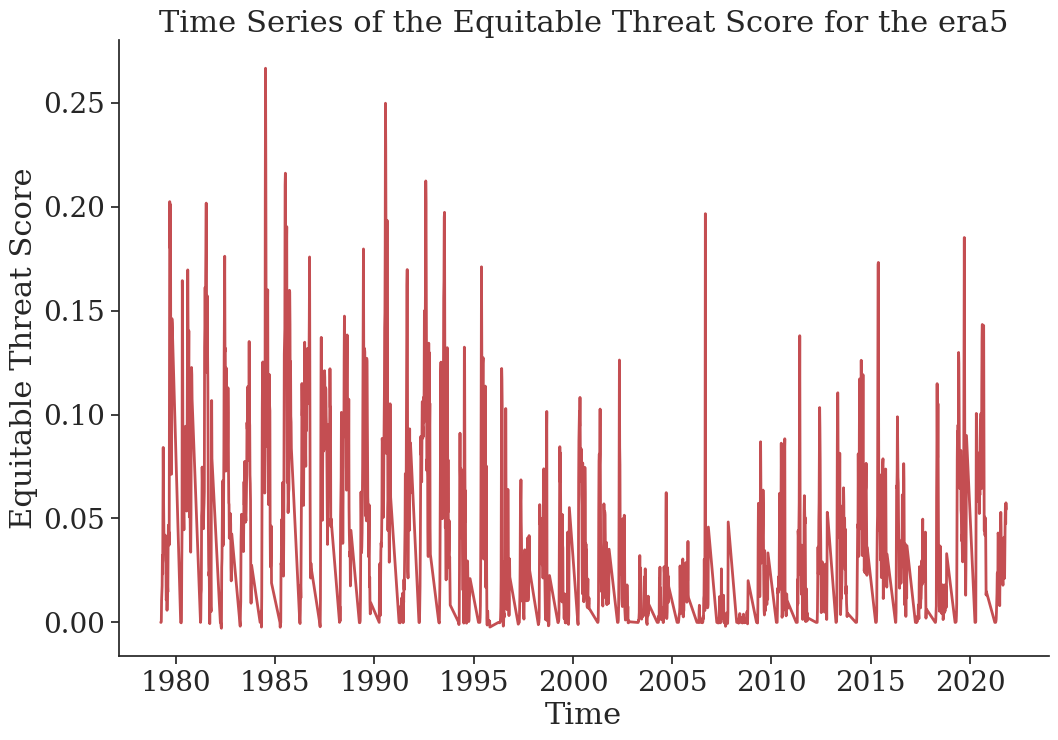 Time Series of the Equitable Threat Score for the era5
Equitable Threat Score
0.25
0.20
0.15
0.10
0.05
0.00
1980 1985 1990 1995 2000 2005 2010 2015 2020
Time